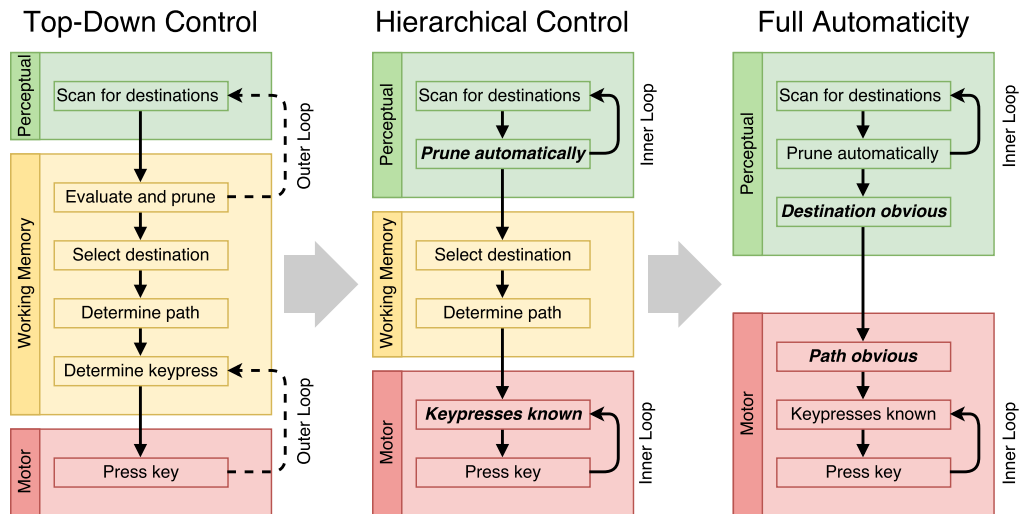 Top-Down Control
Perceptual
Scan for destinations
Outer Loop
Working Memory
Evaluate and prune
Select destination
Determine path
Determine keypress
Outer Loop
Motor
Press key
Hierarchical Control
Perceptual
Scan for destinations
Prune automatically
Inner Loop
Working Memory
Select destination
Determine path
Motor
Keypresses known
Press key
Inner Loop
Full Automaticity
Perceptual
Scan for destinations
Prune automatically
Inner Loop
Destination obvious
Motor
Path obvious
Keypresses known
Press key
Inner Loop